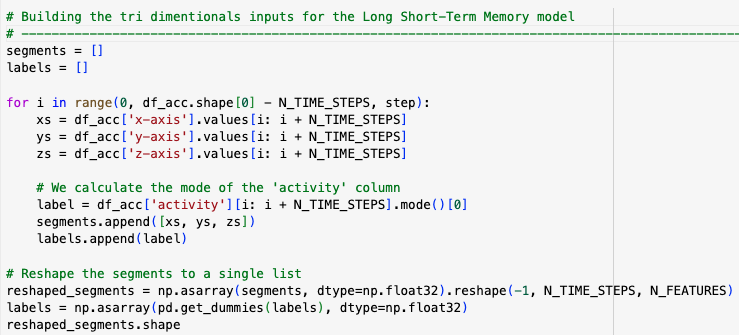 # Building the tri dimentionals inputs for the Long Short-Term Memory model
# -----------------------------------------------------------------------------------------------
segments = []
labels = []
for i in range(0, df_acc.shape[0] - N_TIME_STEPS, step):
    xs = df_acc['x-axis'].values[i: i + N_TIME_STEPS]
    ys = df_acc['y-axis'].values[i: i + N_TIME_STEPS]
    zs = df_acc['z-axis'].values[i: i + N_TIME_STEPS]
    # We calculate the mode of the 'activity' column
    label = df_acc['activity'][i: i + N_TIME_STEPS].mode()[0]
    segments.append([xs, ys, zs])
    labels.append(label)
# Reshape the segments to a single list
reshaped_segments = np.asarray(segments, dtype=np.float32).reshape(-1, N_TIME_STEPS, N_FEATURES)
labels = np.asarray(pd.get_dummies(labels), dtype=np.float32)
reshaped_segments.shape